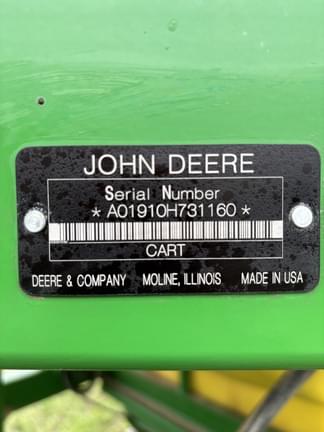 JOHN DEERE
Serial Number
* A01910H731160 *
CART
DEERE & COMPANY MOLINE, ILLINOIS MADE IN USA